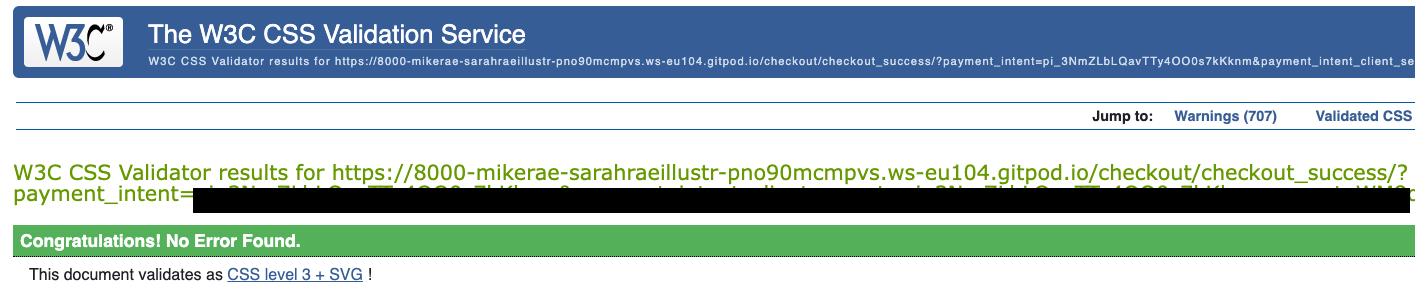 W3C®
The W3C CSS Validation Service
W3C CSS Validator results for https://8000-mikerae-sarahraeillustr-pno90mcmpvs.ws-eu104.gitpod.io/checkout/checkout_success/?payment_intent=pi_3NmZLbLQavTTy4OO0s7kKknm&payment_intent_client_se
Jump to: Warnings (707) Validated CSS
W3C CSS Validator results for https://8000-mikerae-sarahraeillustr-pno90mcmpvs.ws-eu104.gitpod.io/checkout/checkout_success/?
payment_intent=
Congratulations! No Error Found.
This document validates as CSS level 3 + SVG !